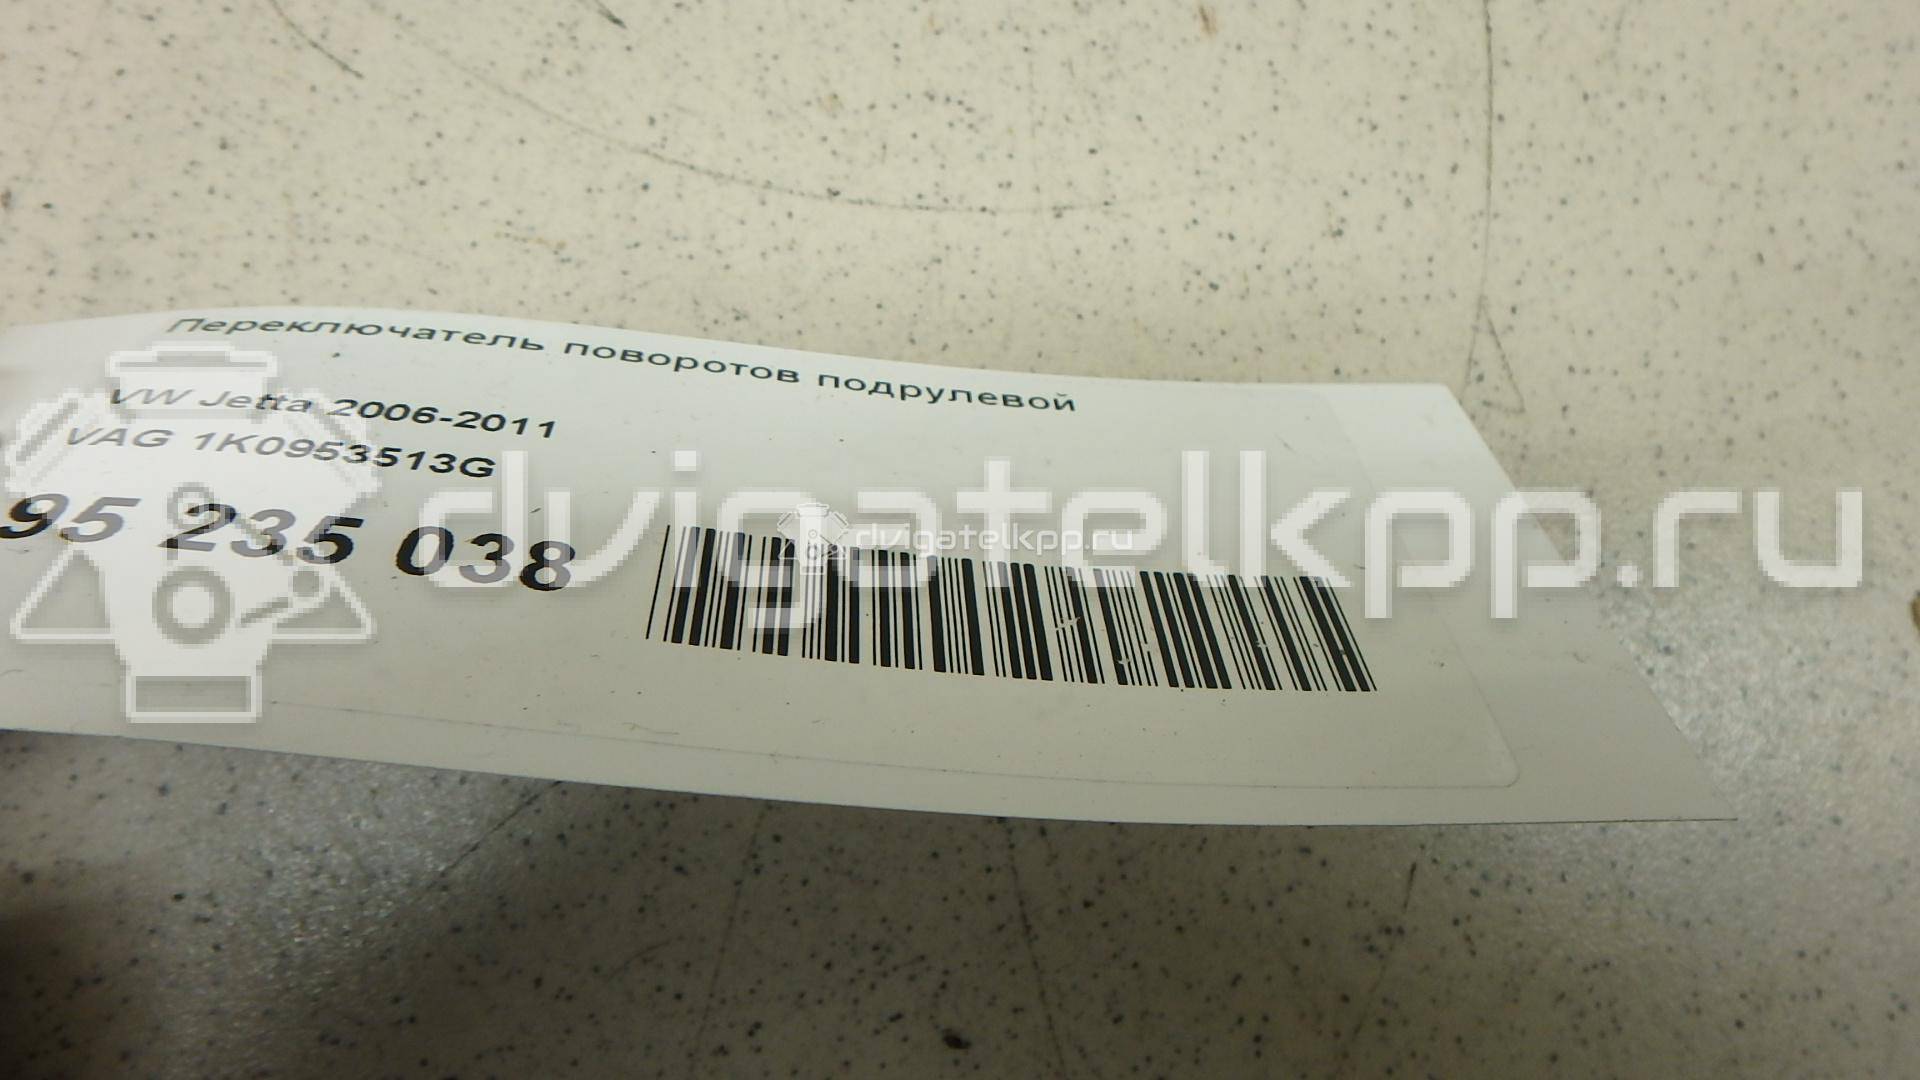 Переключатель поворотов подрулевой
VW Jetta 2006-2011
VAG 1K0953513G
95 235 038
dvigatelkpp.ru
dvigatelkpp.ru